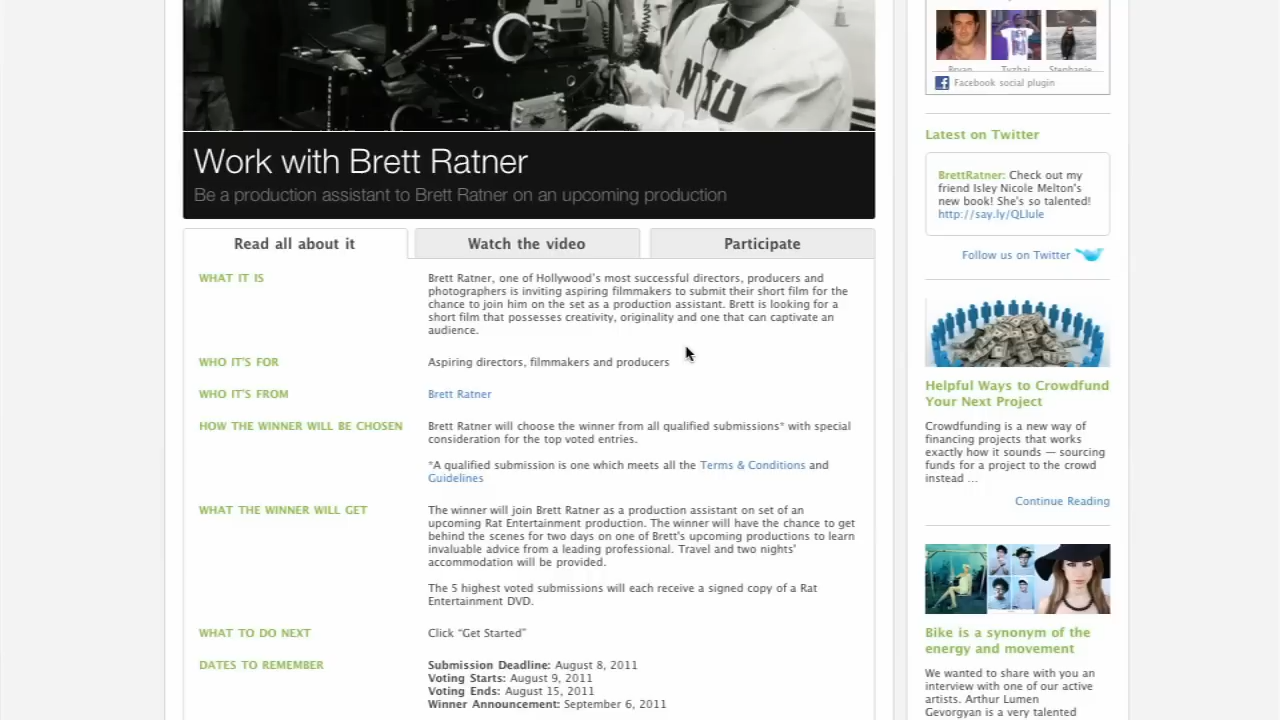 NYU
Work with Brett Ratner
Be a production assistant to Brett Ratner on an upcoming production
Read all about it
Watch the video
Participate
WHAT IT IS
Brett Ratner, one of Hollywood's most successful directors, producers and
photographers is inviting aspiring filmmakers to submit their short film for the
chance to join him on the set as a production assistant. Brett is looking for a
short film that possesses creativity, originality and one that can captivate an
audience.
WHO IT'S FOR
Aspiring directors, filmmakers and producers
WHO IT'S FROM
Brett Ratner
HOW THE WINNER WILL BE CHOSEN
Brett Ratner will choose the winner from all qualified submissions* with special
consideration for the top voted entries.
*A qualified submission is one which meets all the Terms & Conditions and
Guidelines
WHAT THE WINNER WILL GET
The winner will join Brett Ratner as a production assistant on set of an
upcoming Rat Entertainment production. The winner will have the chance to get
behind the scenes for two days on one of Brett's upcoming productions to learn
invaluable advice from a leading professional. Travel and two nights'
accommodation will be provided.
The 5 highest voted submissions will each receive a signed copy of a Rat
Entertainment DVD.
WHAT TO DO NEXT
Click "Get Started"
DATES TO REMEMBER
Submission Deadline: August 8, 2011
Voting Starts: August 9, 2011
Voting Ends: August 15, 2011
Winner Announcement: September 6, 2011
Bryan
Stephanie
Facebook social plugin
Latest on Twitter
BrettRatner: Check out my
friend Isley Nicole Melton's
new book! She's so talented!
http://say.ly/QLIule
Follow us on Twitter
Helpful Ways to Crowdfund
Your Next Project
Crowdfunding is a new way of
financing projects that works
exactly how it sounds — sourcing
funds for a project to the crowd
instead ...
Continue Reading
Bike is a synonym of the
energy and movement
We wanted to share with you an
interview with one of our active
artists. Arthur Lumen
Gevorgyan is a very talented